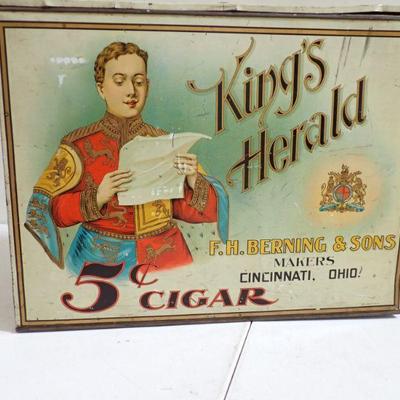 King's
Herald
F.H. BERNING & SONS
MAKERS
CINCINNATI, OHIO.
5¢ CIGAR